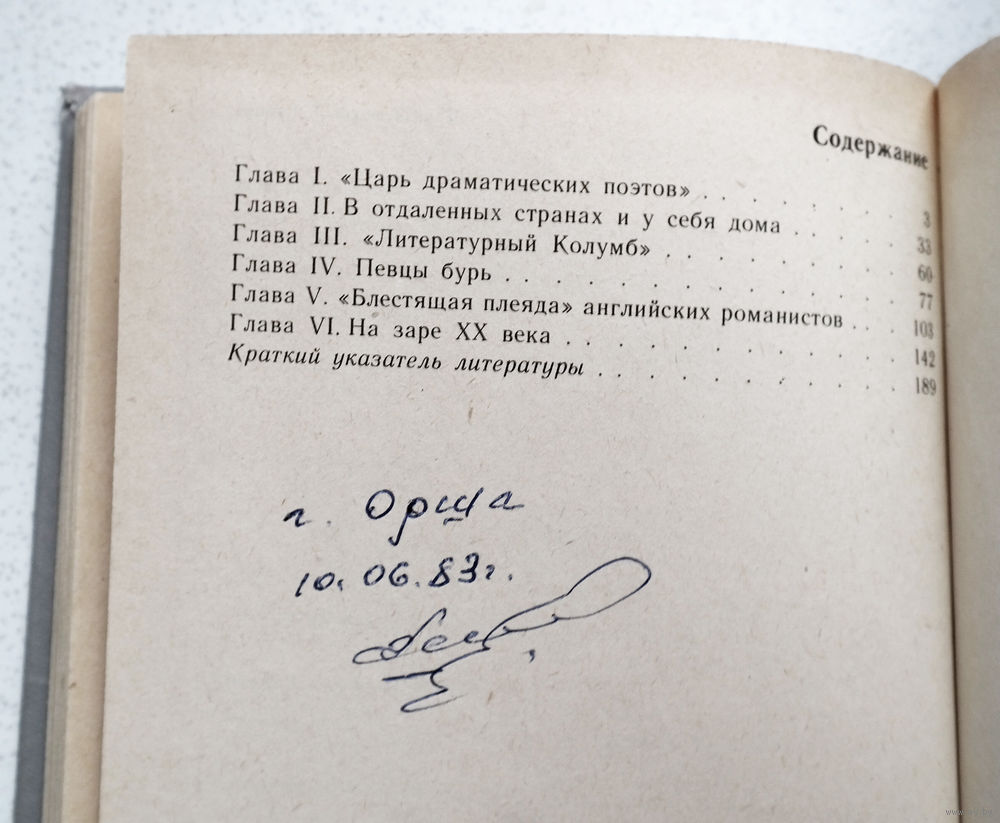 Содержание
Глава I. «Царь драматических поэтов» . . . . . . 3
Глава II. В отдаленных странах и у себя дома . . . . . 33
Глава III. «Литературный Колумб» . . . . . . . . 60
Глава IV. Певцы бурь . . . . . . . . . . . . 77
Глава V. «Блестящая плеяда» английских романистов . . . 103
Глава VI. На заре XX века . . . . . . . . . . . 142
Краткий указатель литературы . . . . . . . . . . 189
г. Орша
10.06.83г.